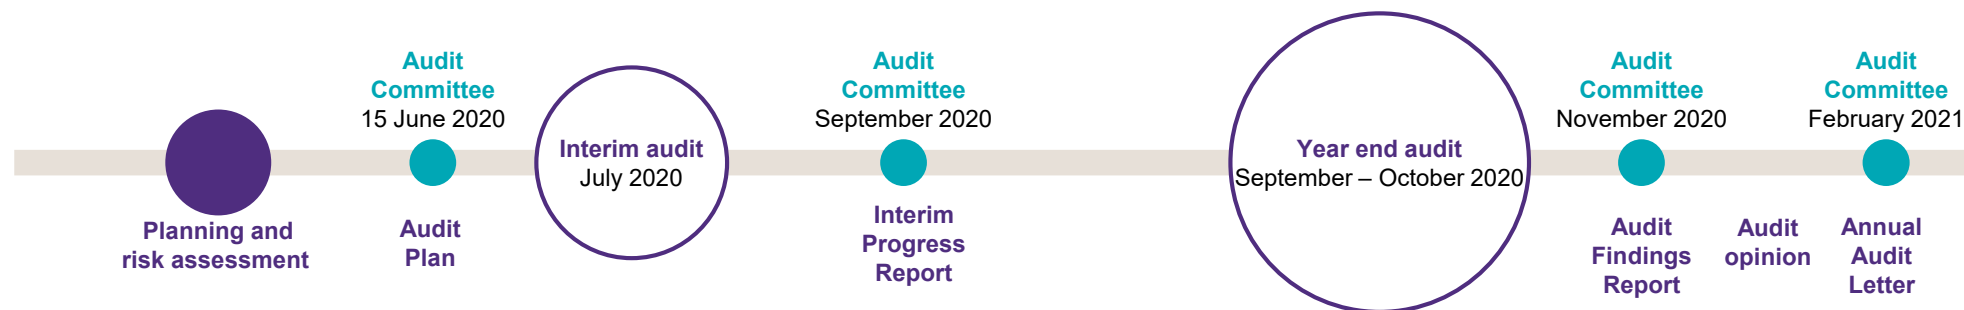 Planning and
risk assessment
Audit
Committee
15 June 2020
Audit
Plan
Interim audit
July 2020
Audit
Committee
September 2020
Interim
Progress
Report
Year end audit
September – October 2020
Audit
Committee
November 2020
Audit
Findings
Report
Audit
opinion
Audit
Committee
February 2021
Annual
Audit
Letter